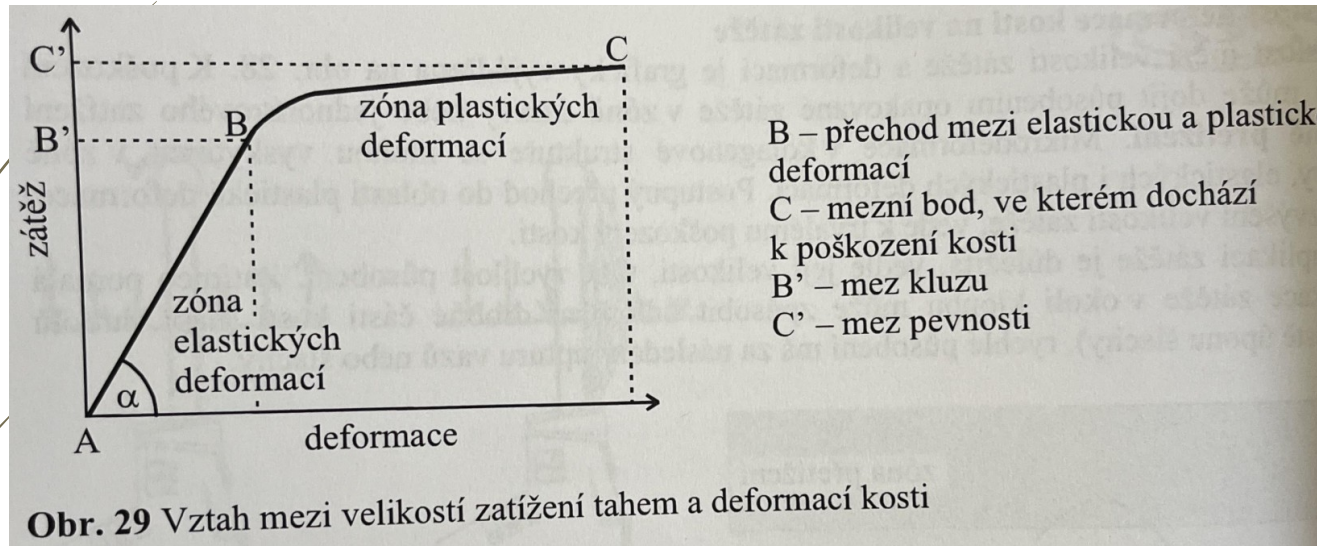 C’
C
zóna plastických
deformací
B
B’
zátěž
zóna
elastických
deformací
α
A
deformace
B – přechod mezi elastickou a plastick
deformací
C – mezní bod, ve kterém dochází
k poškození kosti
B’ – mez kluzu
C’ – mez pevnosti
Obr. 29 Vztah mezi velikostí zatížení tahem a deformací kosti